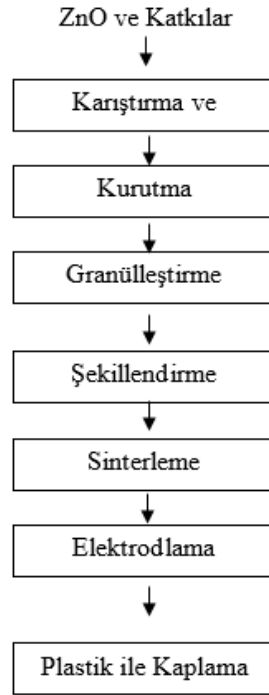 ZnO ve Katkılar
Karıştırma ve
Kurutma
Granülleştirme
Şekillendirme
Sinterleme
Elektrodlama
Plastik ile Kaplama